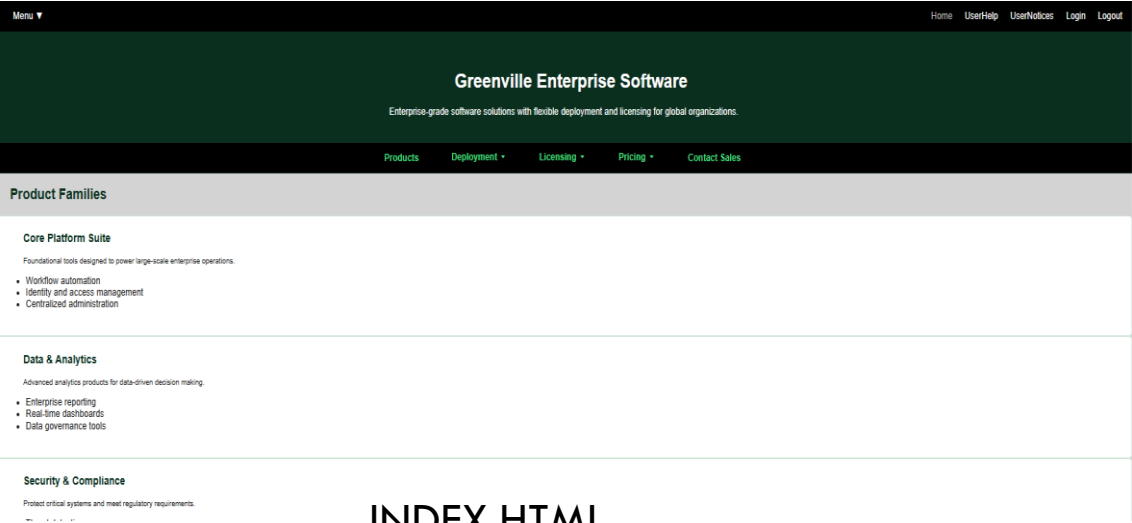 Menu ▼
Home UserHelp UserNotices Login Logout
Greenville Enterprise Software
Enterprise-grade software solutions with flexible deployment and licensing for global organizations.
Products Deployment ▾ Licensing ▾ Pricing ▾ Contact Sales
Product Families
Core Platform Suite
Foundational tools designed to power large-scale enterprise operations.
• Workflow automation
• Identity and access management
• Centralized administration
Data & Analytics
Advanced analytics products for data-driven decision making.
• Enterprise reporting
• Real-time dashboards
• Data governance tools
Security & Compliance
Protect critical systems and meet regulatory requirements.
INDEX.HTML